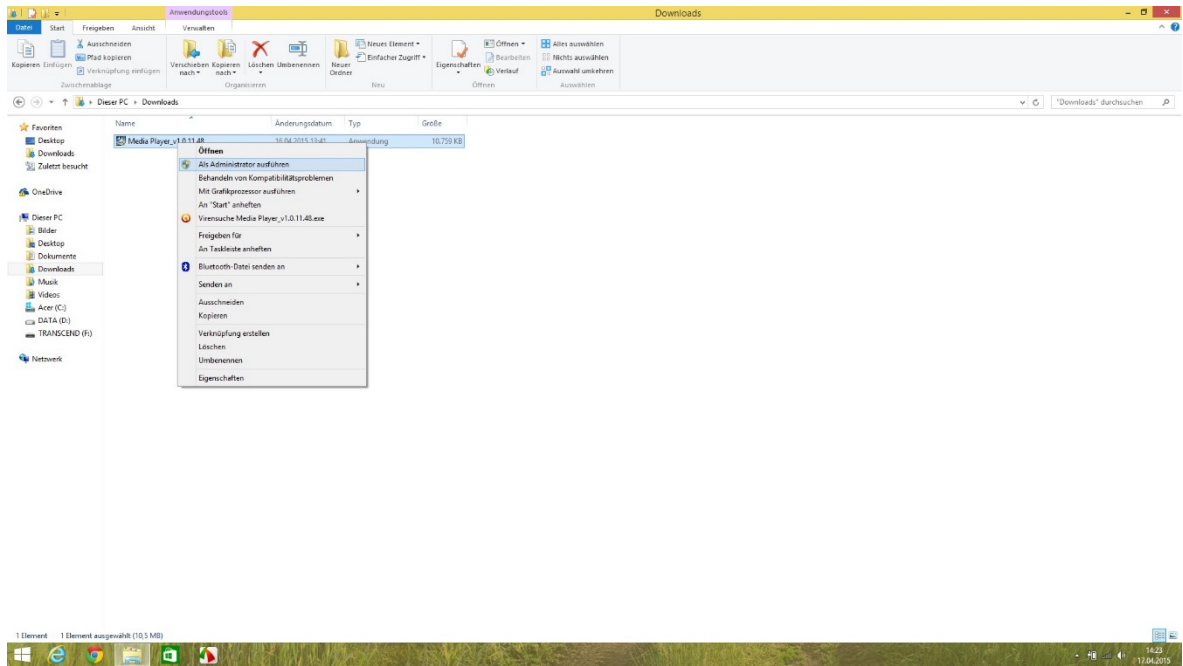 Anwendungstools
Downloads
Datei Start Freigeben Ansicht Verwalten
Kopieren
Einfügen
Ausschneiden
Pfad kopieren
Verknüpfung einfügen
Zwischenablage
Verschieben nach
Kopieren nach
Löschen
Umbenennen
Organisieren
Neuer Ordner
Neues Element
Einfacher Zugriff
Neu
Eigenschaften
Öffnen
Bearbeiten
Verlauf
Öffnen
Alles auswählen
Nichts auswählen
Auswahl umkehren
Auswählen
Dieser PC Downloads
"Downloads" durchsuchen
Name Änderungsdatum Typ Größe
Media Player_v1.0.11.48 16.04.2015 13:41 Anwendung 10.759 KB
Favoriten
Desktop
Downloads
Zuletzt besucht
OneDrive
Dieser PC
Bilder
Desktop
Dokumente
Downloads
Musik
Videos
Acer (C:)
DATA (D:)
TRANSCEND (F:)
Netzwerk
Öffnen
Als Administrator ausführen
Behandeln von Kompatibilitätsproblemen
Mit Grafikprozessor ausführen
An "Start" anheften
Virensuche Media Player_v1.0.11.48.exe
Freigeben für
An Taskleiste anheften
Bluetooth-Datei senden an
Senden an
Ausschneiden
Kopieren
Verknüpfung erstellen
Löschen
Umbenennen
Eigenschaften
1 Element 1 Element ausgewählt (10,5 MB)
14:23
17.04.2015